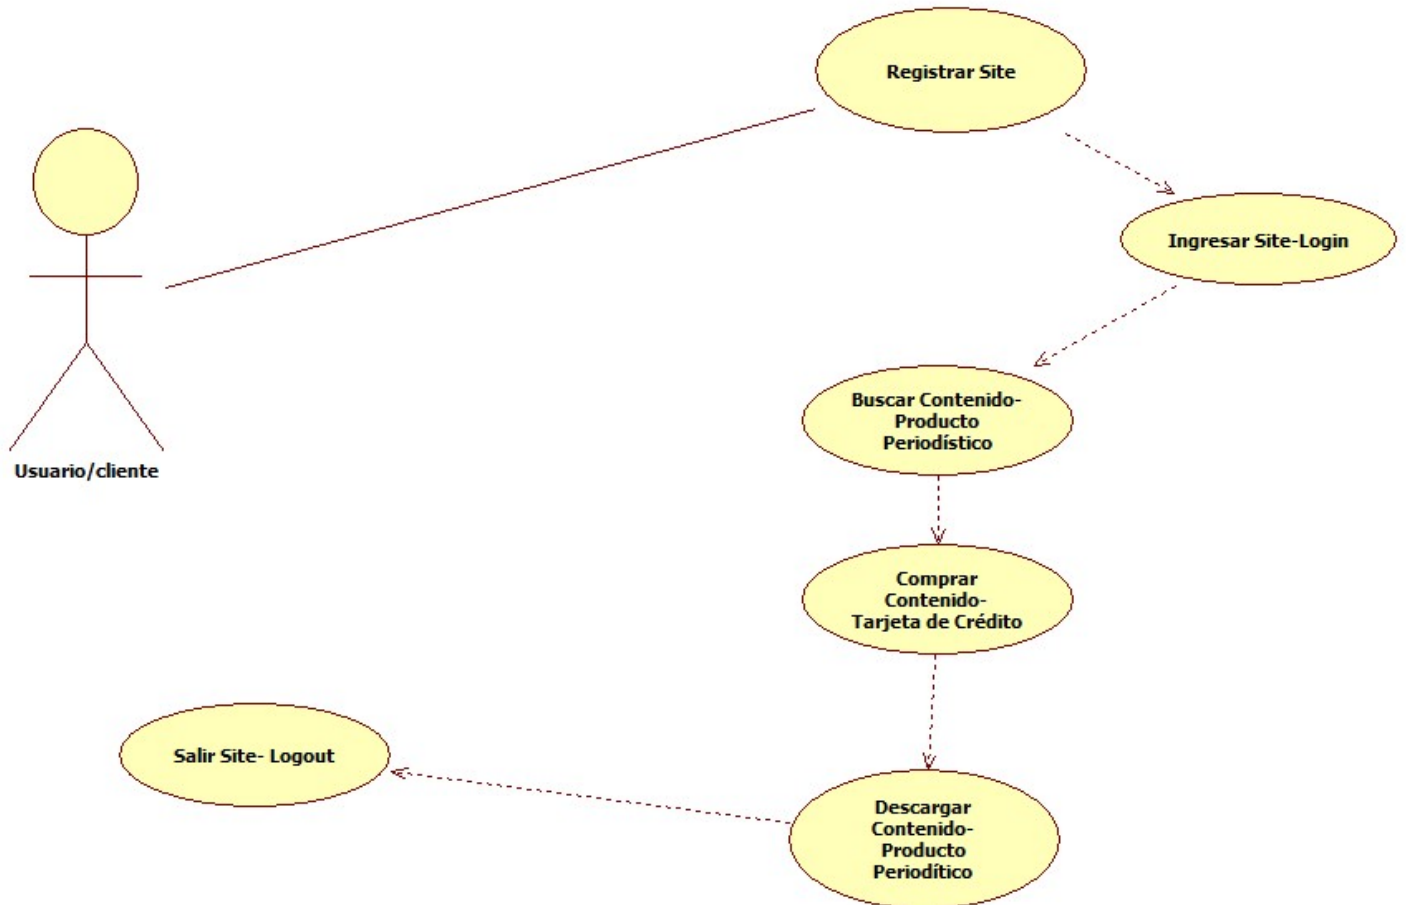 Registrar Site
Ingresar Site-Login
Usuario/cliente
Buscar Contenido-
Producto
Periodístico
Comprar
Contenido-
Tarjeta de Crédito
Salir Site- Logout
Descargar
Contenido-
Producto
Periodítico